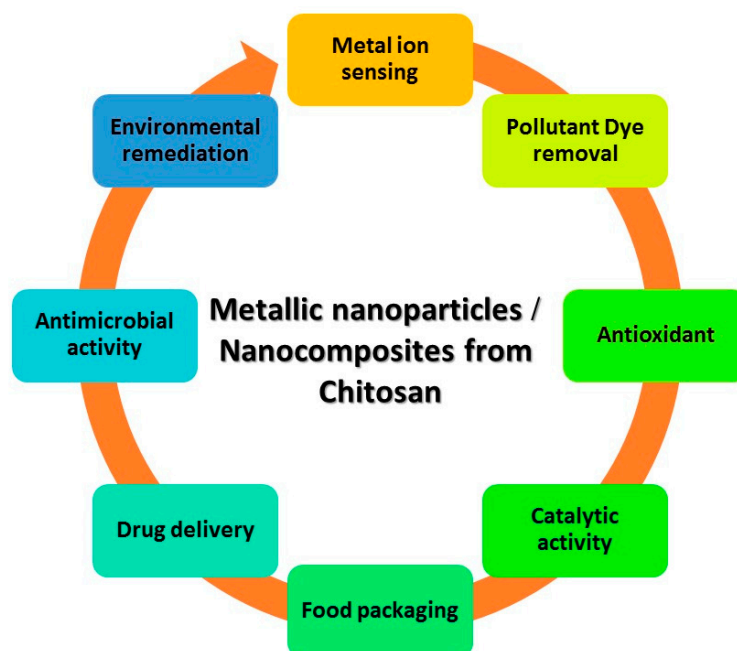 Metal ion
sensing
Pollutant Dye
removal
Antioxidant
Catalytic
activity
Food packaging
Drug delivery
Antimicrobial
activity
Environmental
remediation
Metallic nanoparticles /
Nanocomposites from
Chitosan